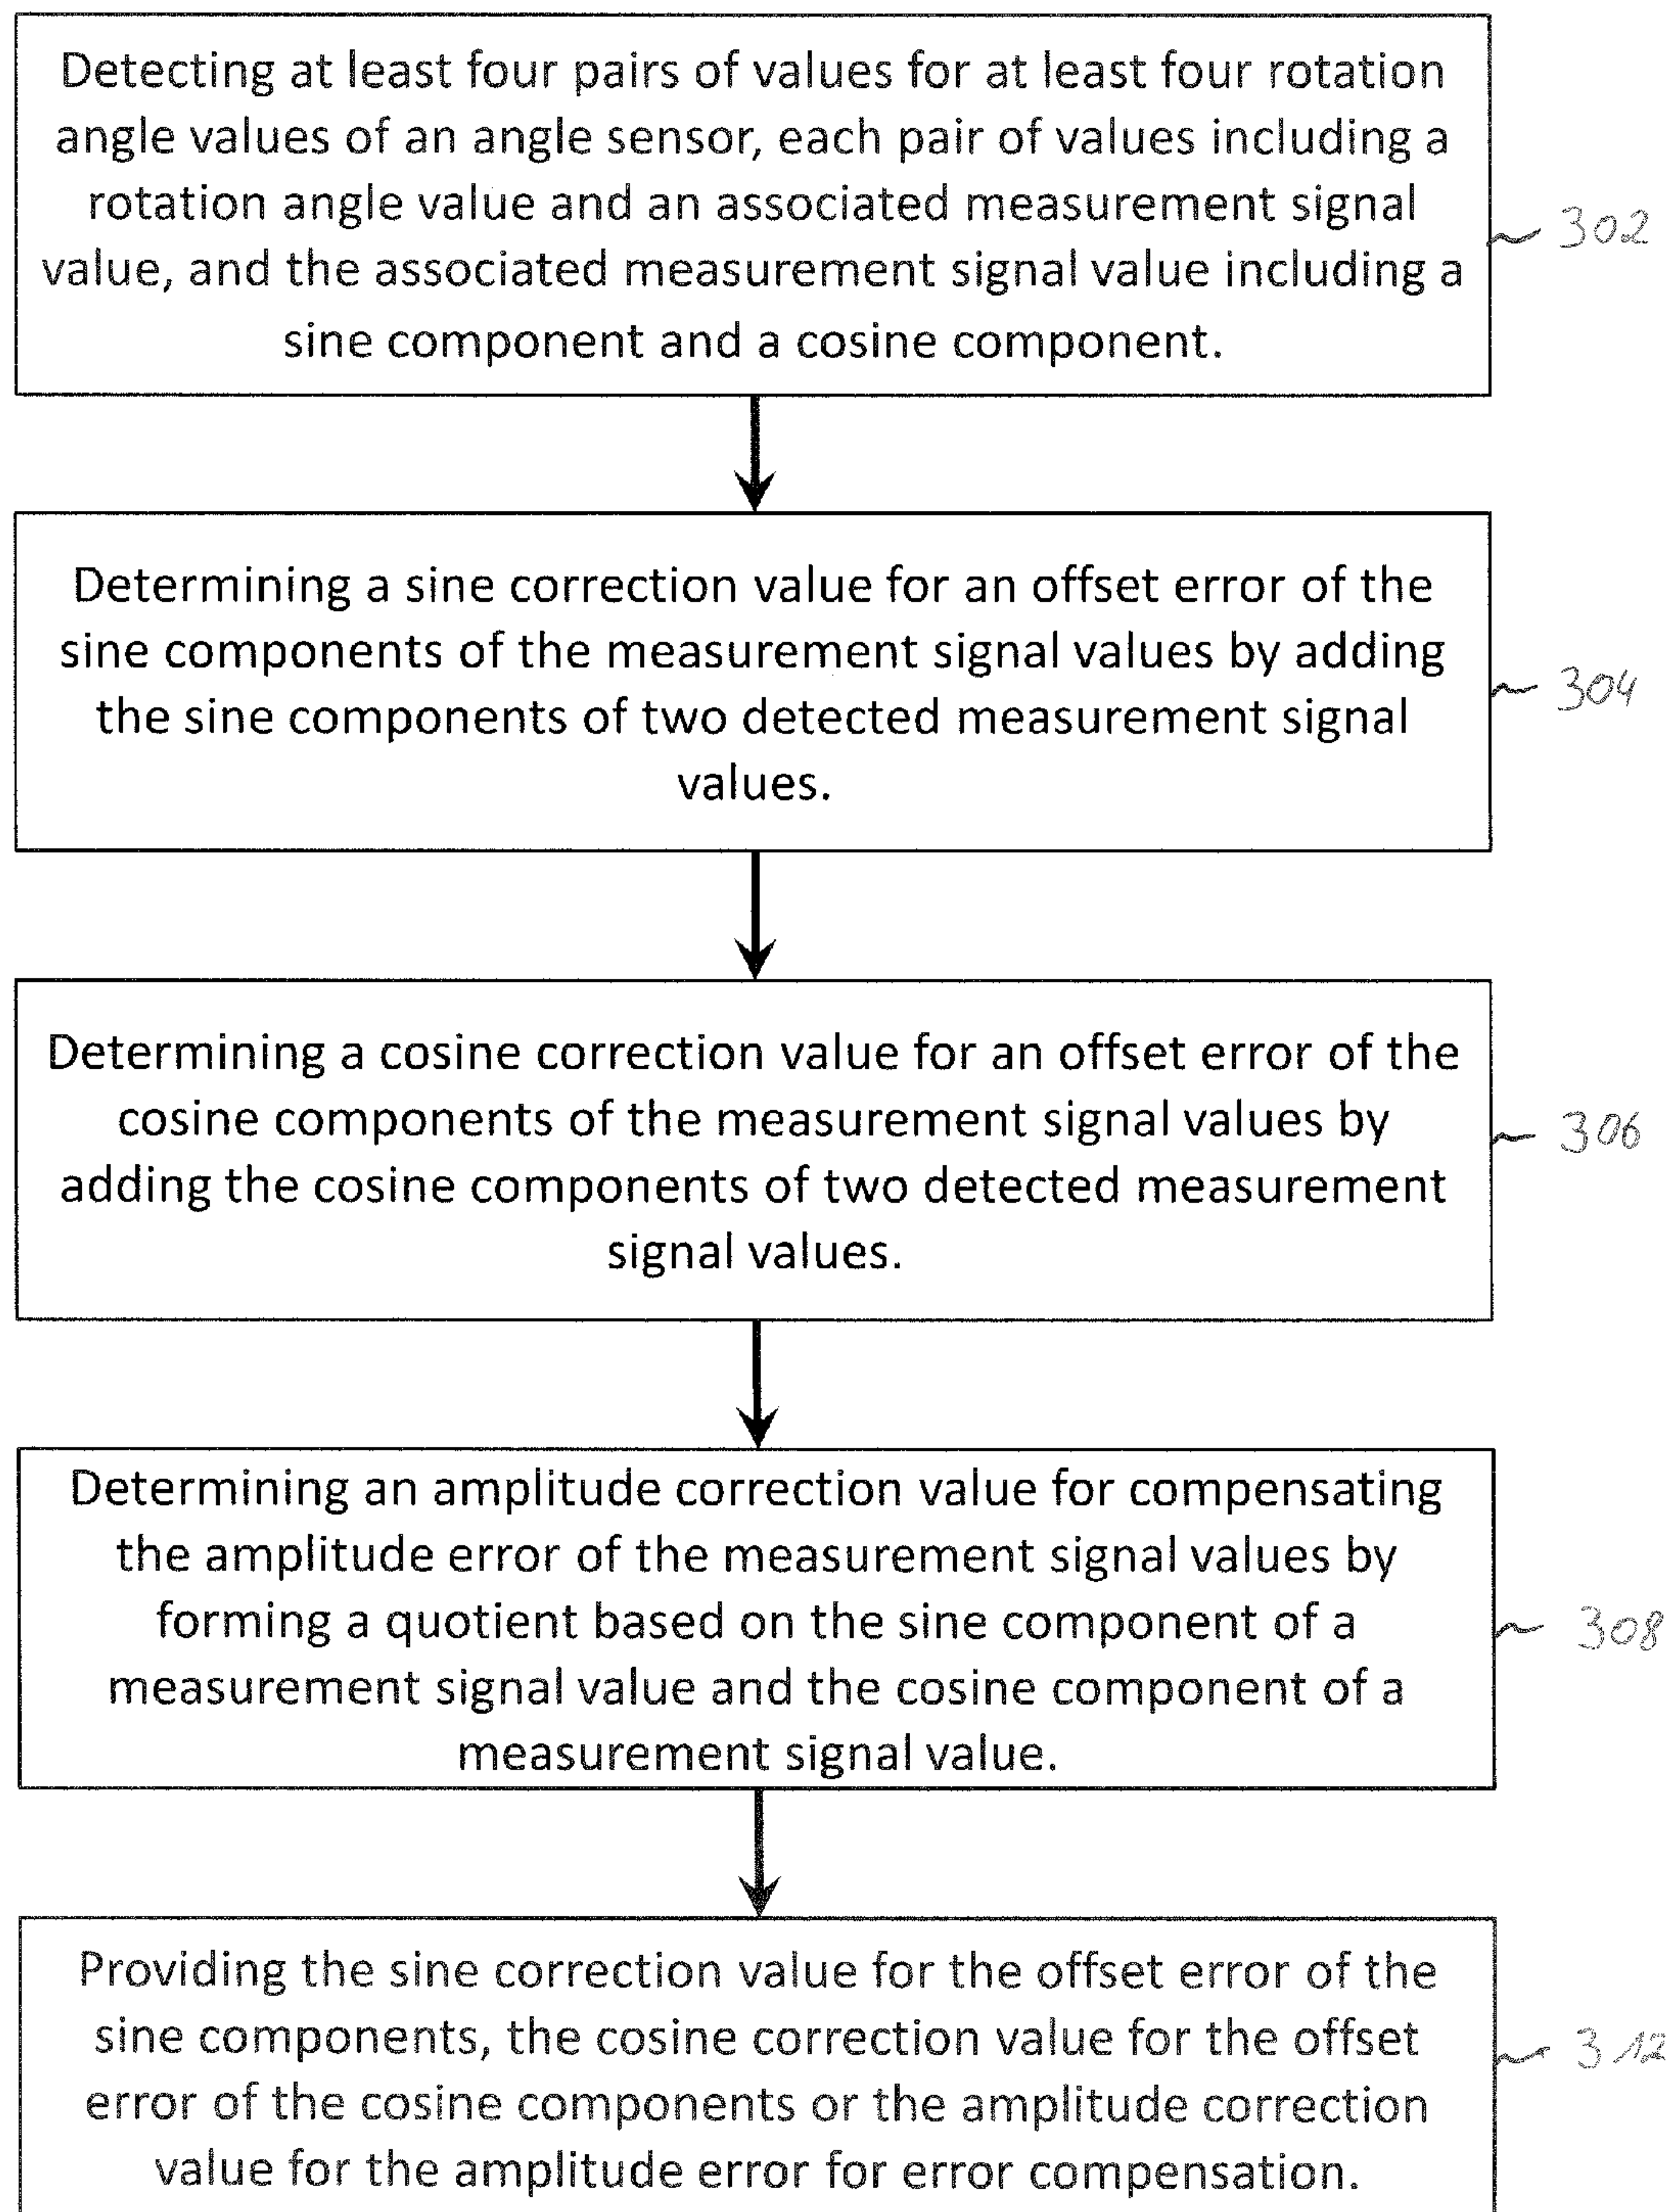 Detecting at least four pairs of values for at least four rotation
angle values of an angle sensor, each pair of values including a
rotation angle value and an associated measurement signal
value, and the associated measurement signal value including a
sine component and a cosine component.
302
Determining a sine correction value for an offset error of the
sine components of the measurement signal values by adding
the sine components of two detected measurement signal
values.
304
Determining a cosine correction value for an offset error of the
cosine components of the measurement signal values by
adding the cosine components of two detected measurement
signal values.
306
Determining an amplitude correction value for compensating
the amplitude error of the measurement signal values by
forming a quotient based on the sine component of a
measurement signal value and the cosine component of a
measurement signal value.
308
Providing the sine correction value for the offset error of the
sine components, the cosine correction value for the offset
error of the cosine components or the amplitude correction
value for the amplitude error for error compensation.
312